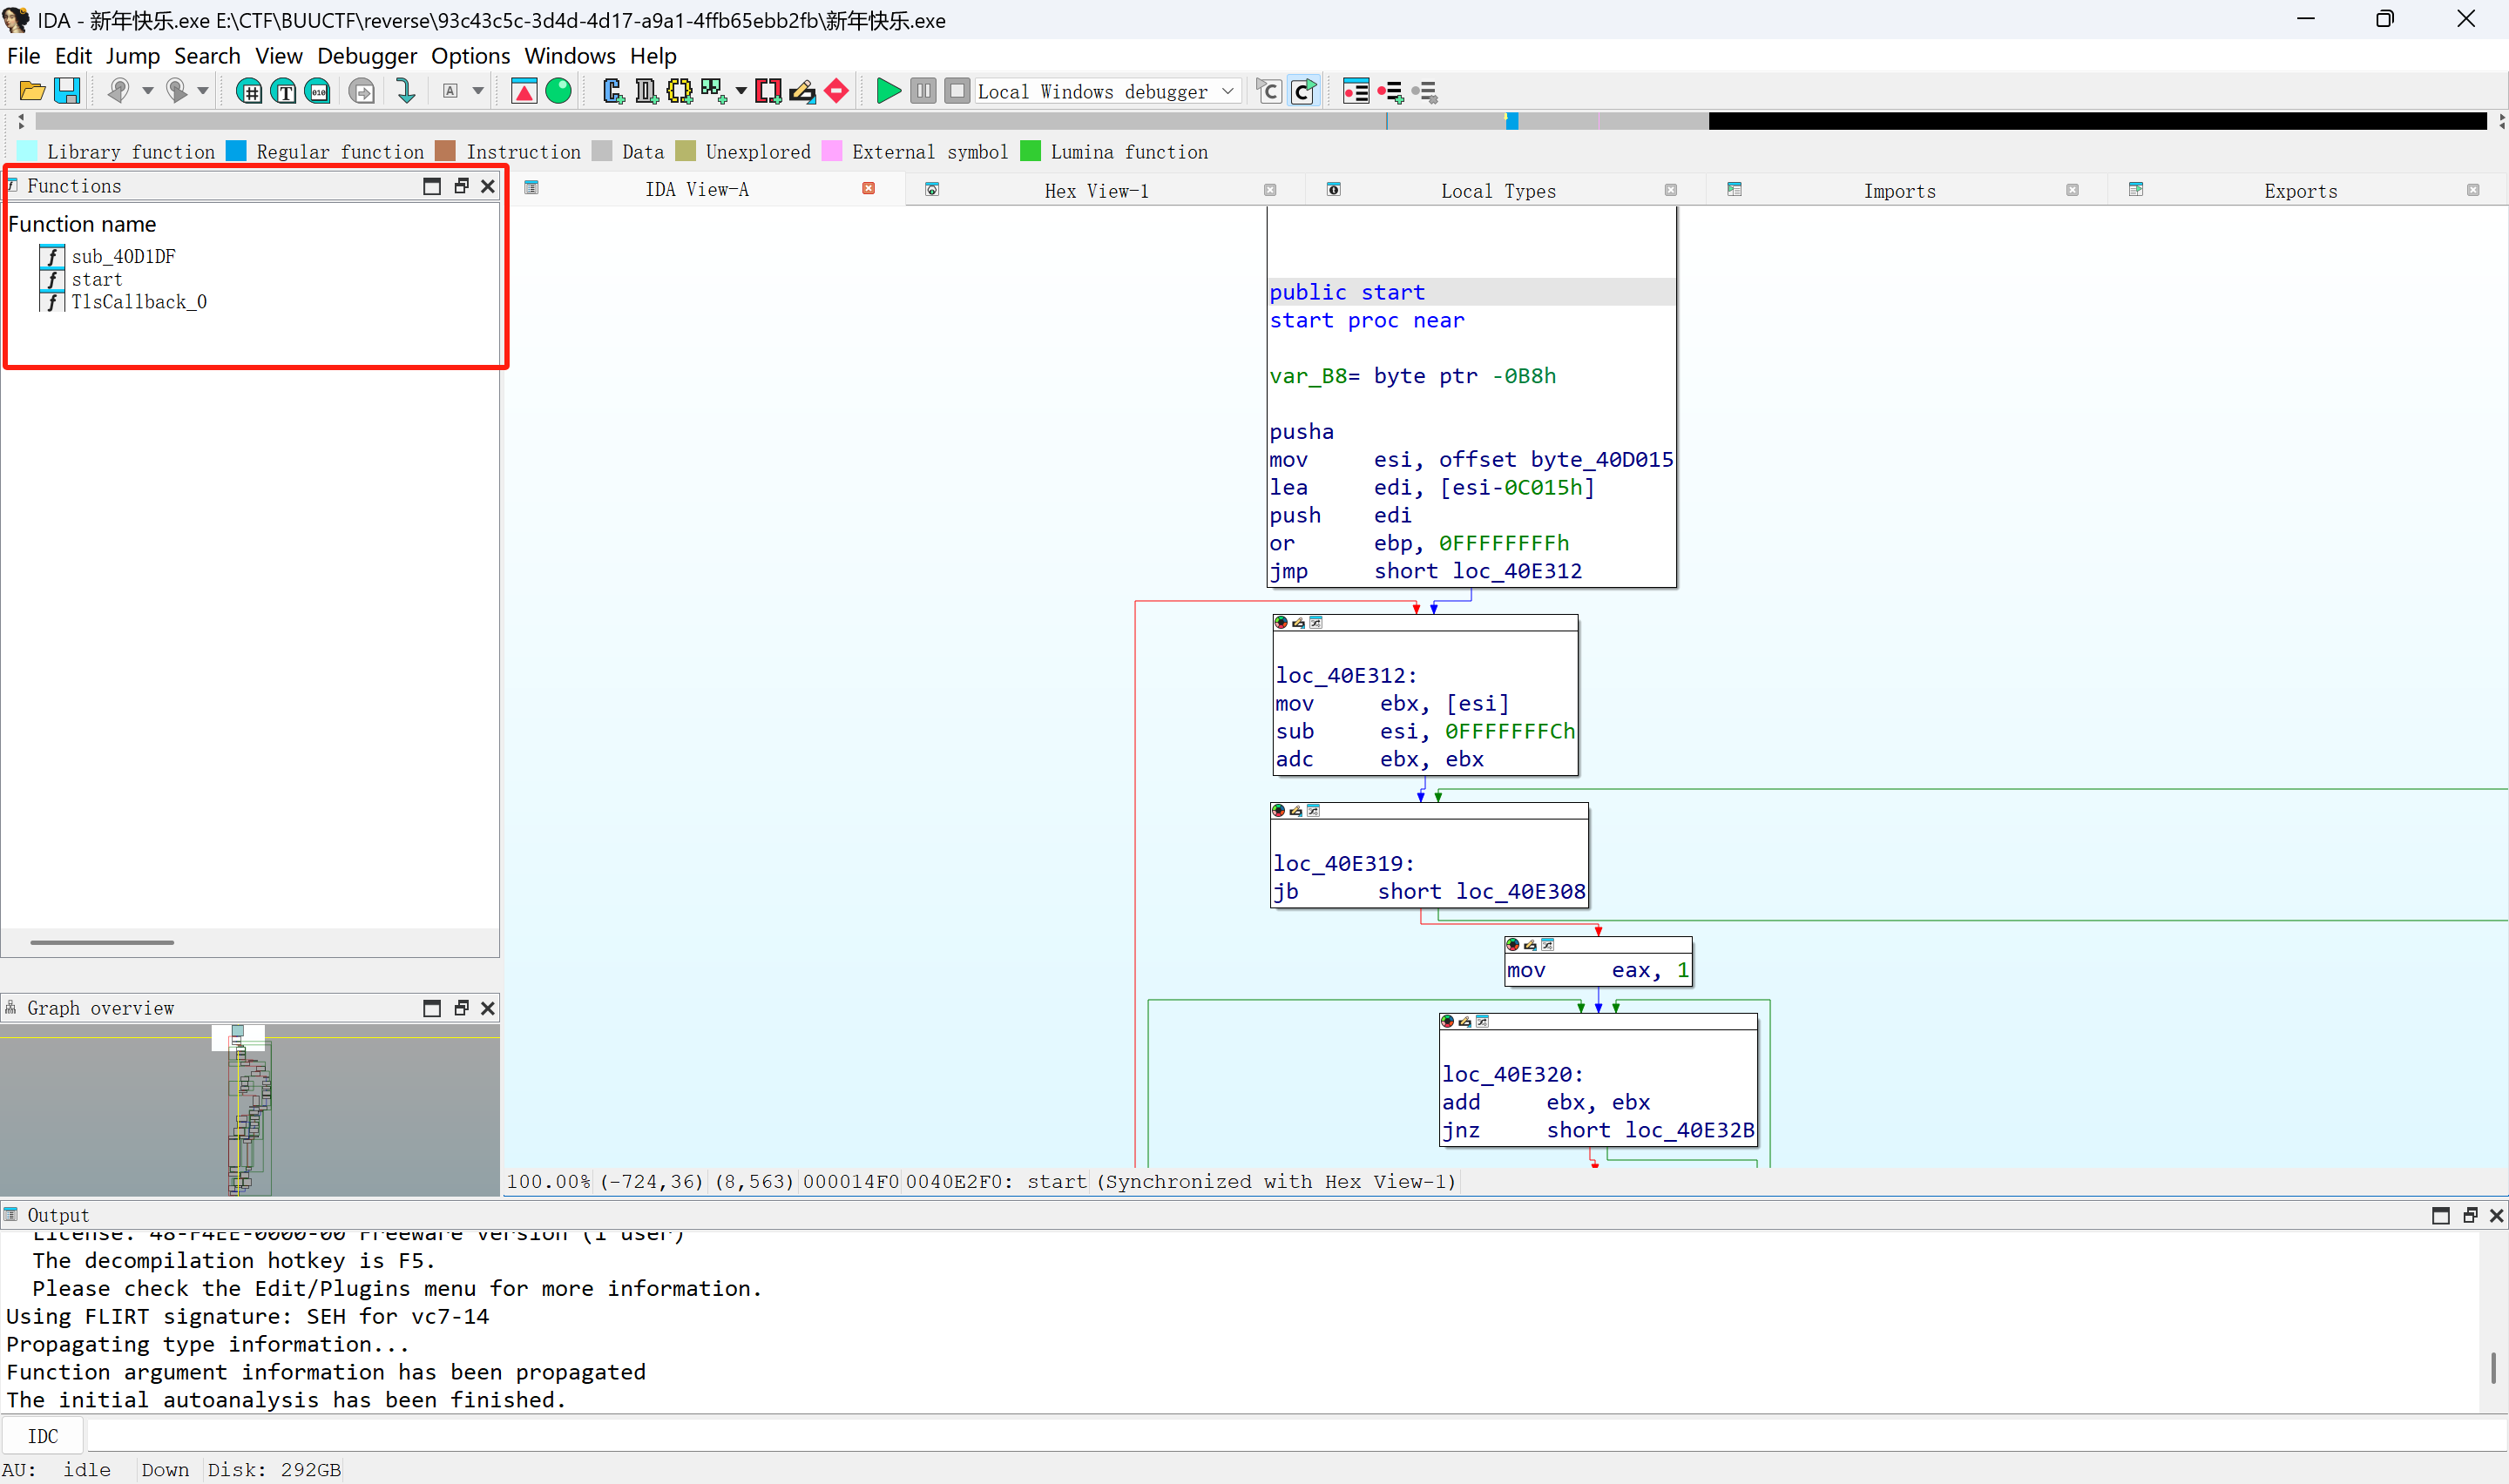 IDA - 新年快乐.exe E:\CTF\BUUCTF\reverse\93c43c5c-3d4d-4d17-a9a1-4ffb65ebb2fb\新年快乐.exe
File Edit Jump Search View Debugger Options Windows Help
Local Windows debugger
Library function Regular function Instruction Data Unexplored External symbol Lumina function
Functions
Function name
sub_40D1DF
start
TlsCallback_0
IDA View-A Hex View-1 Local Types Imports Exports
public start
start proc near
var_B8= byte ptr -0B8h
pusha
mov esi, offset byte_40D015
lea edi, [esi-0C015h]
push edi
or ebp, 0FFFFFFFFh
jmp short loc_40E312
loc_40E312:
mov ebx, [esi]
sub esi, 0FFFFFFFCh
adc ebx, ebx
loc_40E319:
jb short loc_40E308
mov eax, 1
loc_40E320:
add ebx, ebx
jnz short loc_40E32B
100.00% (-724,36) (8,563) 000014F0 0040E2F0: start (Synchronized with Hex View-1)
Graph overview
Output
License: 48-F4EE-0000-00 Freeware version (1 user)
The decompilation hotkey is F5.
Please check the Edit/Plugins menu for more information.
Using FLIRT signature: SEH for vc7-14
Propagating type information...
Function argument information has been propagated
The initial autoanalysis has been finished.
IDC
AU: idle Down Disk: 292GB